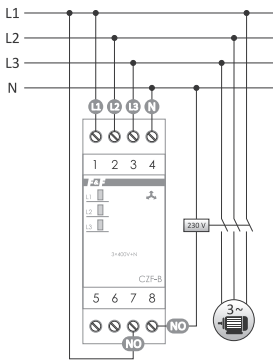 L1
L2
L3
N
L1 L2 L3 N
1 2 3 4
F&F
L1
L2
L3
3×400V+N
CZF-B
230 V
5 6 7 8
NO
NO
3~